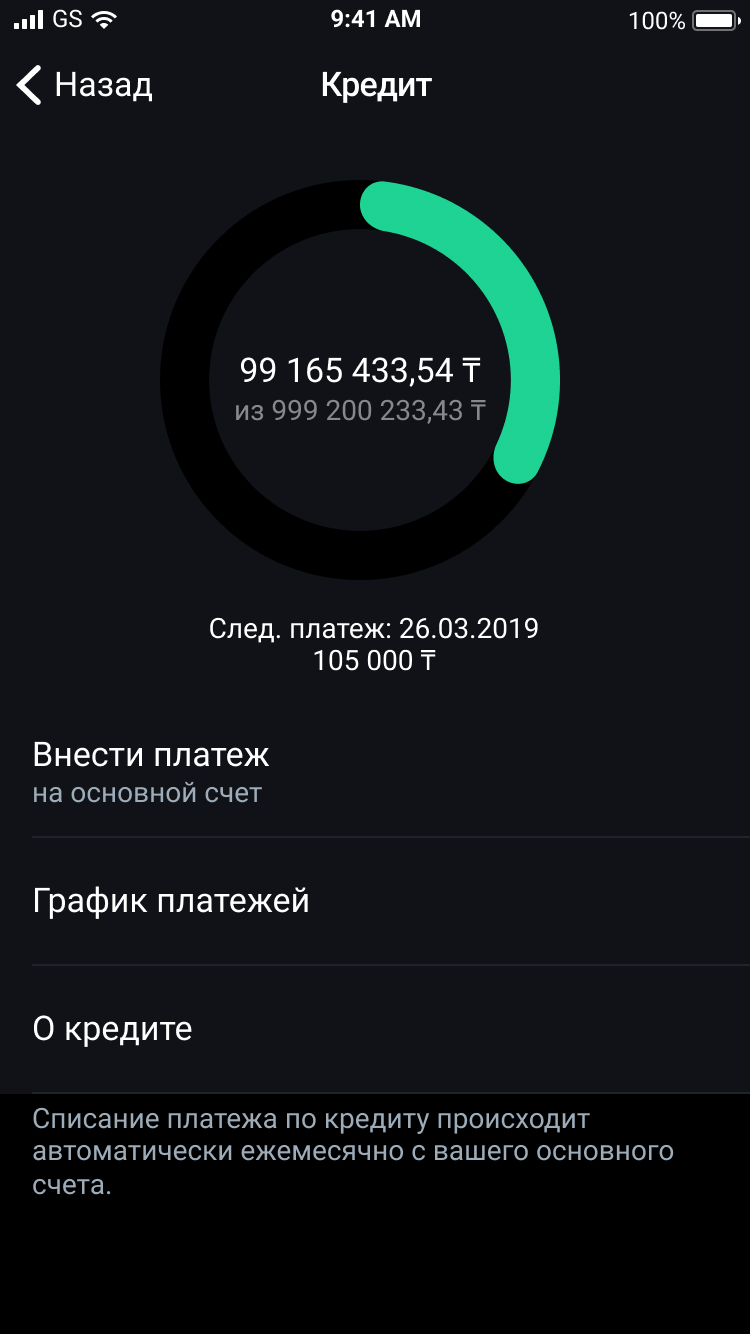 GS 9:41 AM 100%
Назад Кредит
99 165 433,54 ₸
из 999 200 233,43 ₸
След. платеж: 26.03.2019
105 000 ₸
Внести платеж
на основной счет
График платежей
О кредите
Списание платежа по кредиту происходит
автоматически ежемесячно с вашего основного
счета.